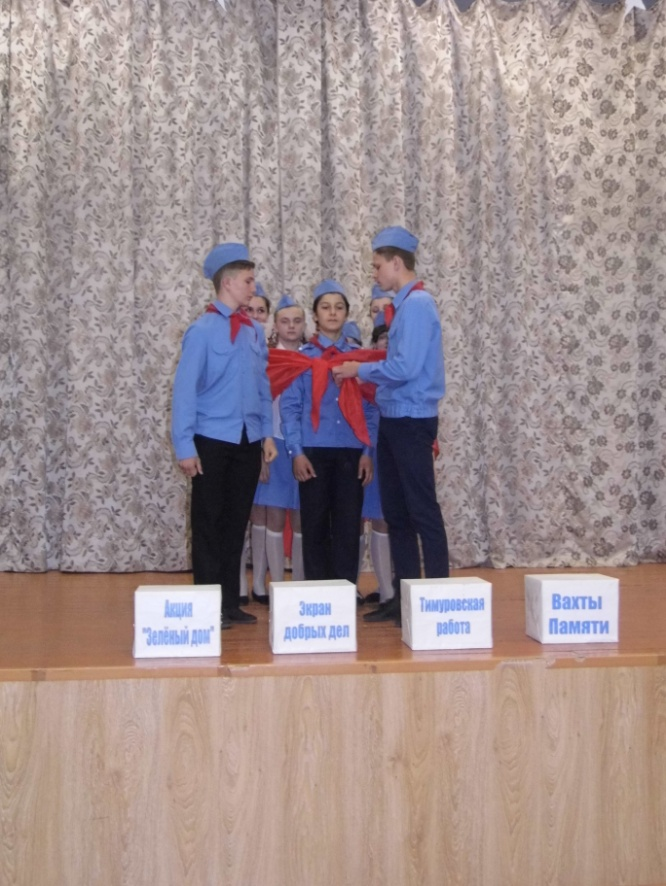 Акция
"Зелёный дом"
Экран
добрых дел
Тимуровская
работа
Вахты
Памяти